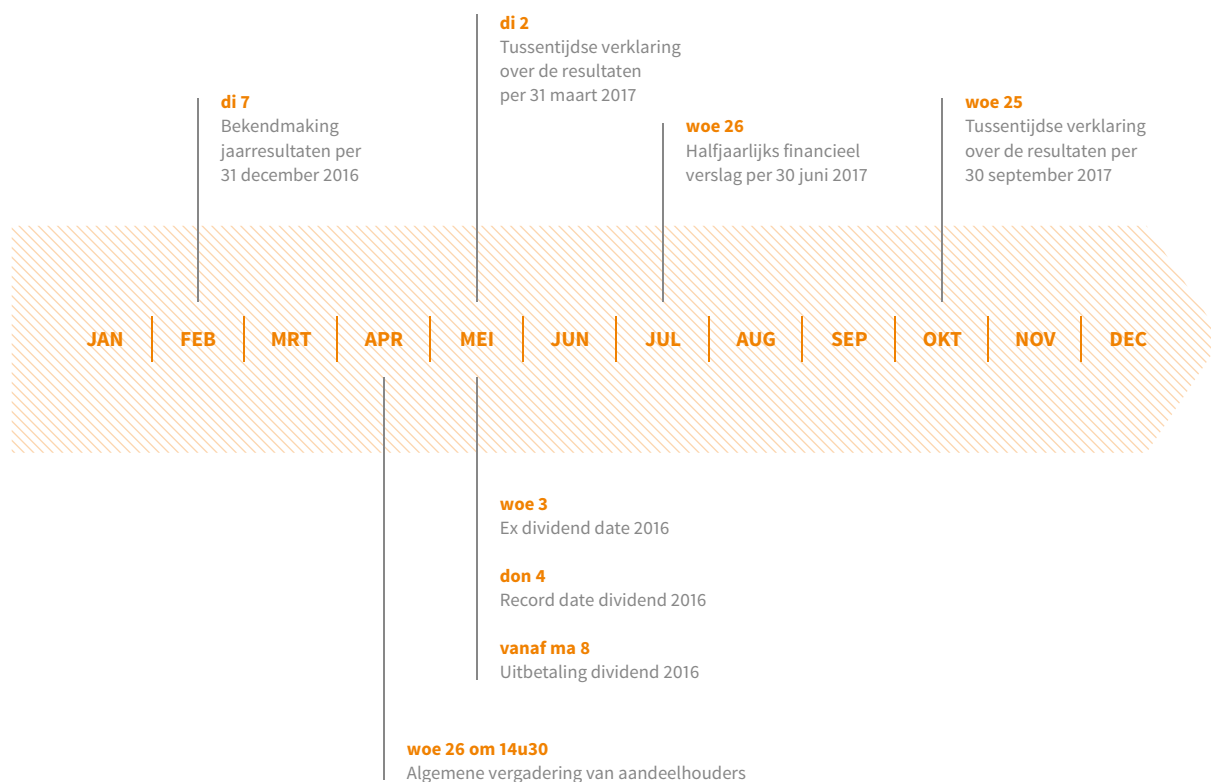 di 2
Tussentijdse verklaring
over de resultaten
per 31 maart 2017
di 7
Bekendmaking
jaarresultaten per
31 december 2016
woe 26
Halfjaarlijks financieel
verslag per 30 juni 2017
woe 25
Tussentijdse verklaring
over de resultaten per
30 september 2017
JAN FEB MRT APR MEI JUN JUL AUG SEP OKT NOV DEC
woe 3
Ex dividend date 2016
don 4
Record date dividend 2016
vanaf ma 8
Uitbetaling dividend 2016
woe 26 om 14u30
Algemene vergadering van aandeelhouders